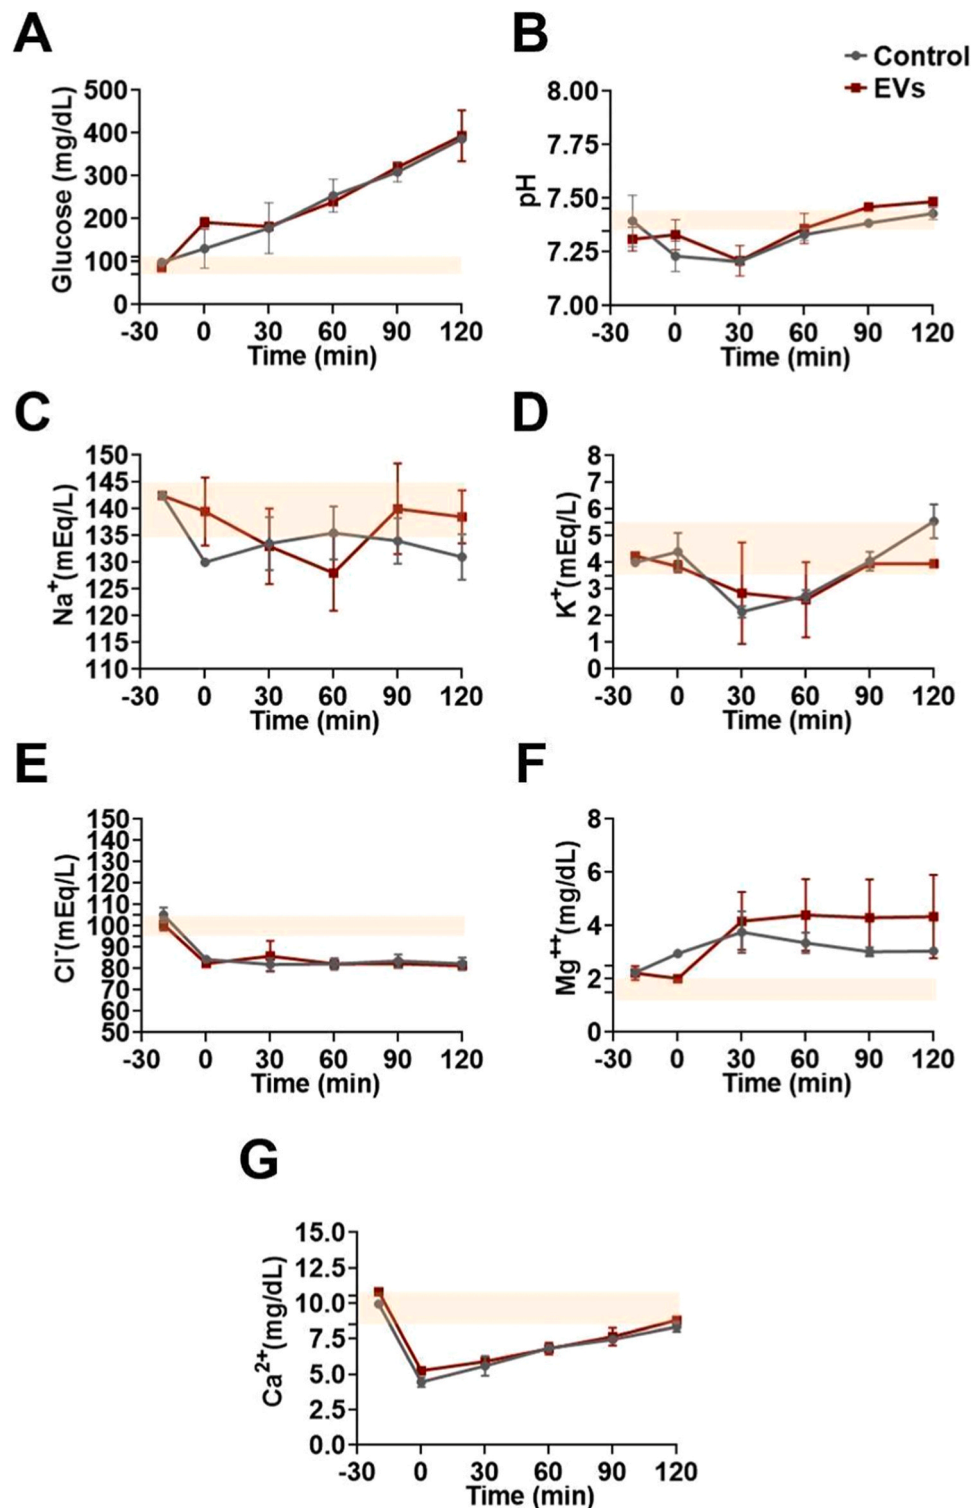 A
B
Control
EVs
Glucose (mg/dL)
500
400
300
200
100
0
-30 0 30 60 90 120
Time (min)
pH
8.00
7.75
7.50
7.25
7.00
-30 0 30 60 90 120
Time (min)
C
D
Na+(mEq/L)
150
145
140
135
130
125
120
115
110
-30 0 30 60 90 120
Time (min)
K+(mEq/L)
8
7
6
5
4
3
2
1
0
-30 0 30 60 90 120
Time (min)
E
F
Cl-(mEq/L)
150
140
130
120
110
100
90
80
70
60
50
-30 0 30 60 90 120
Time (min)
Mg++(mg/dL)
8
6
4
2
0
-30 0 30 60 90 120
Time (min)
G
Ca2+(mg/dL)
15.0
12.5
10.0
7.5
5.0
2.5
0.0
-30 0 30 60 90 120
Time (min)